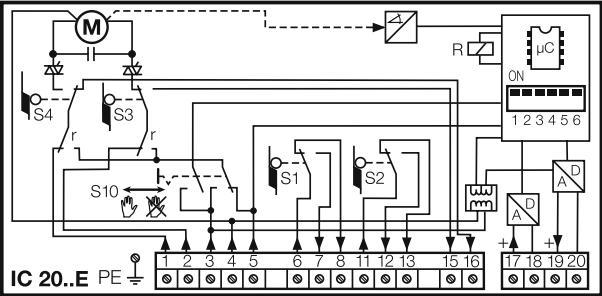 M
R
µC
ON
1 2 3 4 5 6
S4
S3
r
r
S10
S1
S2
D
A
D
A
+
+
1 2 3 4 5 6 7 8 11 12 13 15 16 17 18 19 20
IC 20..E PE